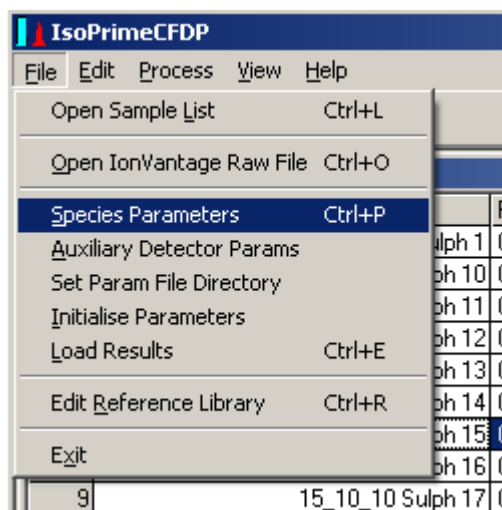 IsoPrimeCFDP
File Edit Process View Help
Open Sample List Ctrl+L
Open IonVantage Raw File Ctrl+O
Species Parameters Ctrl+P
Auxiliary Detector Params
Set Param File Directory
Initialise Parameters
Load Results Ctrl+E
Edit Reference Library Ctrl+R
Exit
ulph 1
ph 10
ph 11
ph 12
ph 13
ph 14
ph 15
ph 16
9 15_10_10 Sulph 17